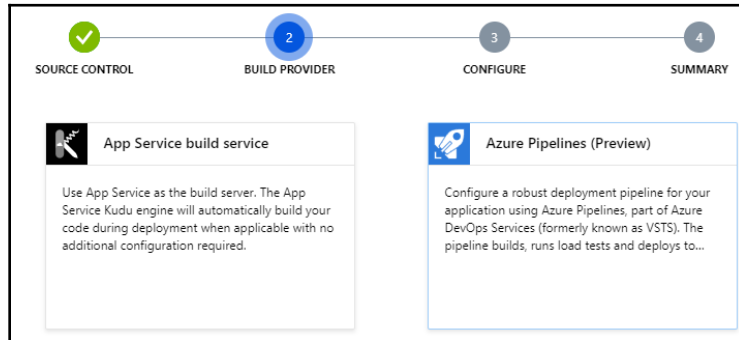 2
3
4
SOURCE CONTROL
BUILD PROVIDER
CONFIGURE
SUMMARY
App Service build service
Use App Service as the build server. The App
Service Kudu engine will automatically build your
code during deployment when applicable with no
additional configuration required.
Azure Pipelines (Preview)
Configure a robust deployment pipeline for your
application using Azure Pipelines, part of Azure
DevOps Services (formerly known as VSTS). The
pipeline builds, runs load tests and deploys to...